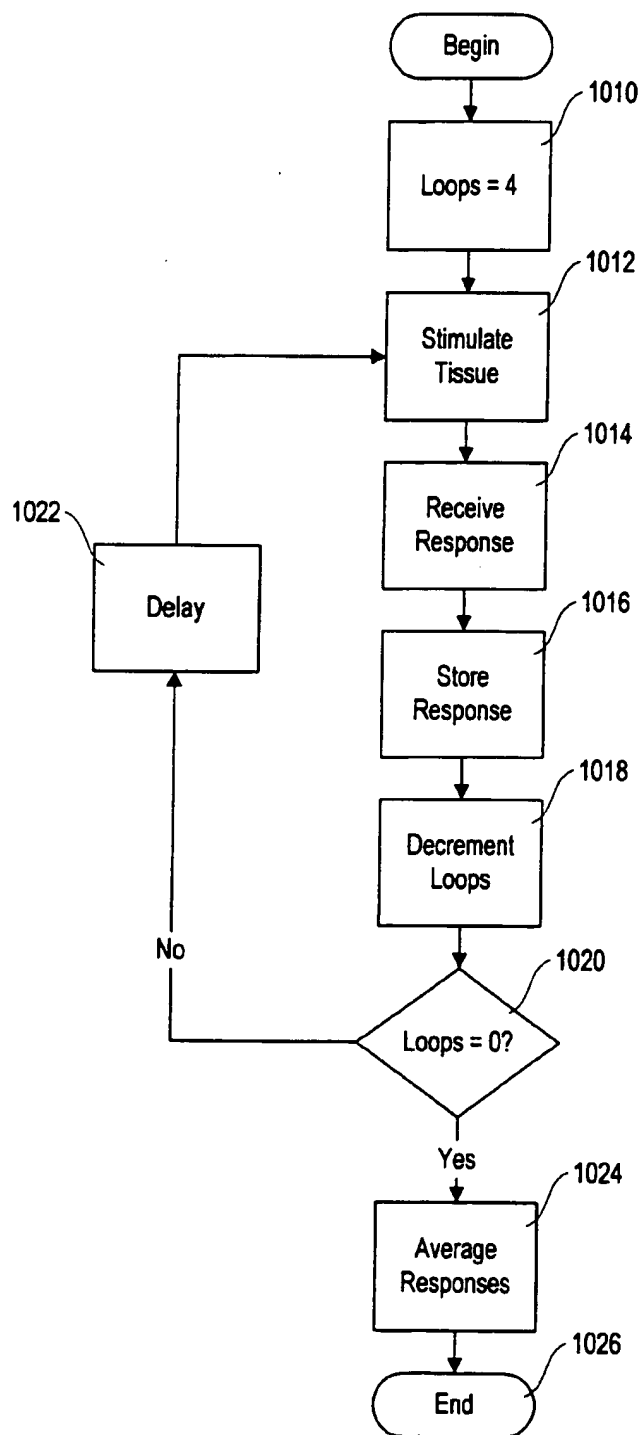 Begin
1010
Loops = 4
1012
Stimulate
Tissue
1014
Receive
Response
1022
Delay
1016
Store
Response
1018
Decrement
Loops
No
1020
Loops = 0?
Yes
1024
Average
Responses
1026
End